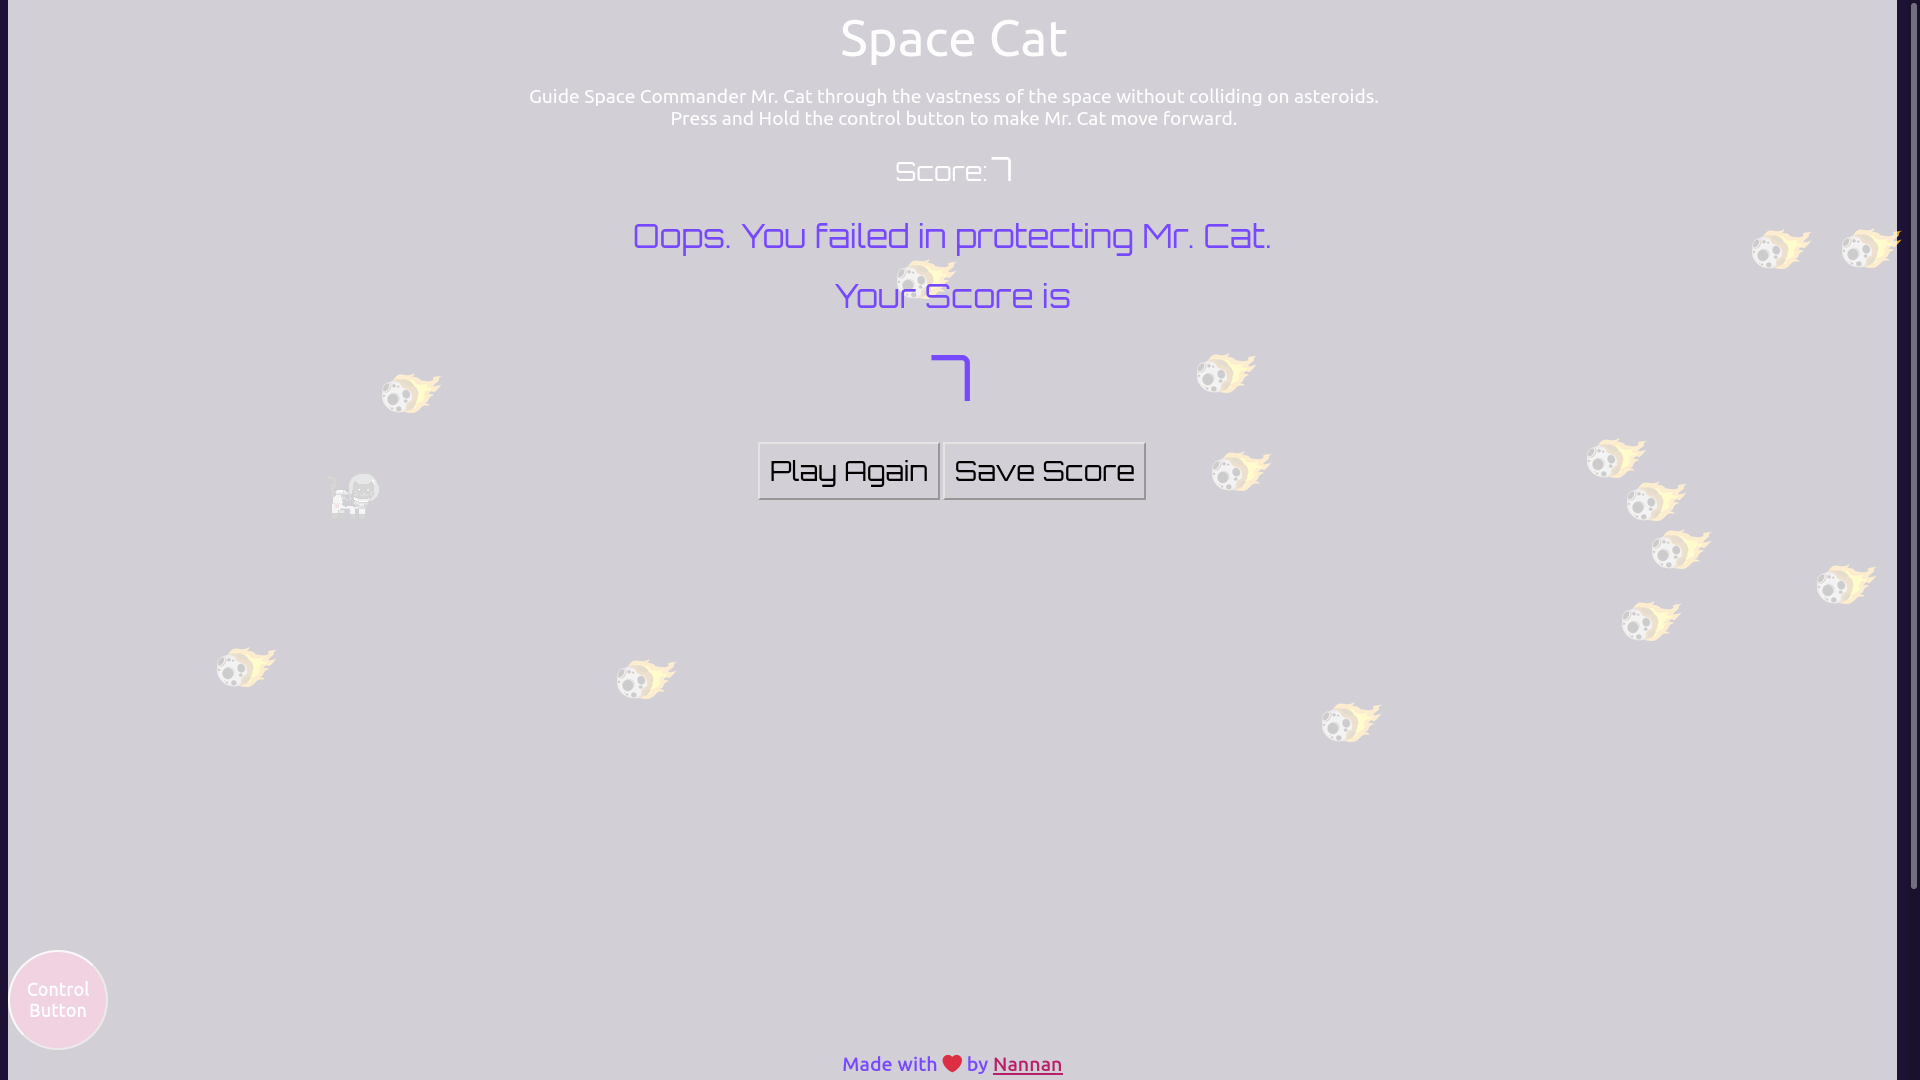 Space Cat
Guide Space Commander Mr. Cat through the vastness of the space without colliding on asteroids.
Press and Hold the control button to make Mr. Cat move forward.
Score: 7
Oops. You failed in protecting Mr. Cat.
Your Score is
7
Play Again Save Score
Control
Button
Made with ❤ by Nannan